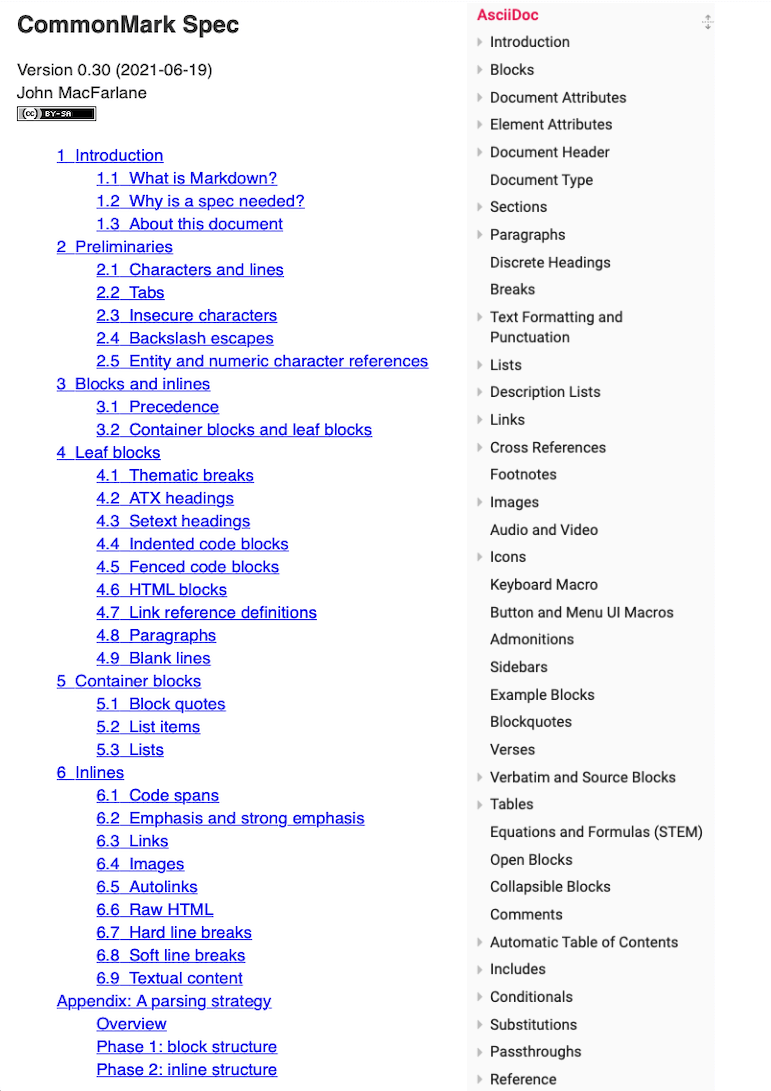 CommonMark Spec
Version 0.30 (2021-06-19)
John MacFarlane
(cc) BY-SA
1 Introduction
1.1 What is Markdown?
1.2 Why is a spec needed?
1.3 About this document
2 Preliminaries
2.1 Characters and lines
2.2 Tabs
2.3 Insecure characters
2.4 Backslash escapes
2.5 Entity and numeric character references
3 Blocks and inlines
3.1 Precedence
3.2 Container blocks and leaf blocks
4 Leaf blocks
4.1 Thematic breaks
4.2 ATX headings
4.3 Setext headings
4.4 Indented code blocks
4.5 Fenced code blocks
4.6 HTML blocks
4.7 Link reference definitions
4.8 Paragraphs
4.9 Blank lines
5 Container blocks
5.1 Block quotes
5.2 List items
5.3 Lists
6 Inlines
6.1 Code spans
6.2 Emphasis and strong emphasis
6.3 Links
6.4 Images
6.5 Autolinks
6.6 Raw HTML
6.7 Hard line breaks
6.8 Soft line breaks
6.9 Textual content
Appendix: A parsing strategy
Overview
Phase 1: block structure
Phase 2: inline structure
AsciiDoc
Introduction
Blocks
Document Attributes
Element Attributes
Document Header
Document Type
Sections
Paragraphs
Discrete Headings
Breaks
Text Formatting and
Punctuation
Lists
Description Lists
Links
Cross References
Footnotes
Images
Audio and Video
Icons
Keyboard Macro
Button and Menu UI Macros
Admonitions
Sidebars
Example Blocks
Blockquotes
Verses
Verbatim and Source Blocks
Tables
Equations and Formulas (STEM)
Open Blocks
Collapsible Blocks
Comments
Automatic Table of Contents
Includes
Conditionals
Substitutions
Passthroughs
Reference